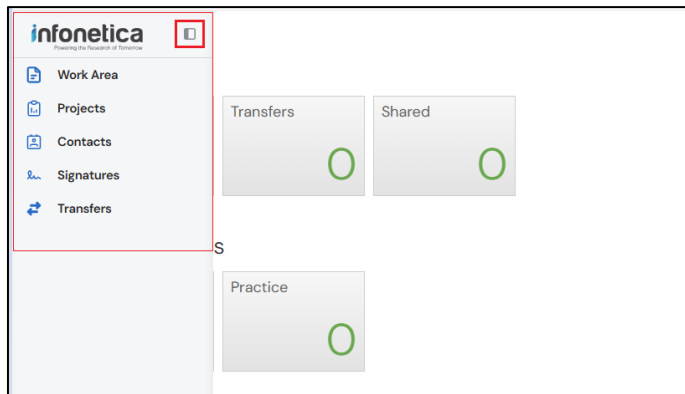 infonetica
Powering the Research of Tomorrow
Work Area
Projects
Contacts
Signatures
Transfers
Transfers
0
Shared
0
s
Practice
0